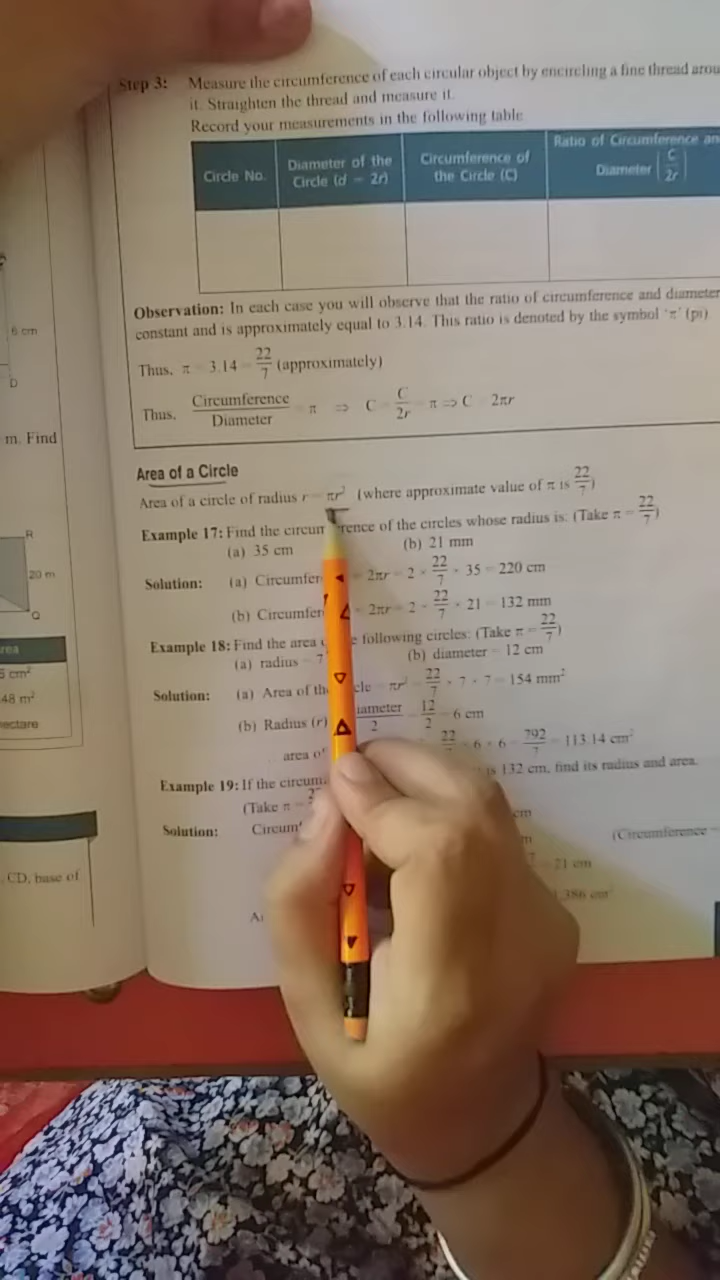 6 cm
D
m. Find
R
20 m
Q
48 m²
hectare
CD, base of
Step 3: Measure the circumference of each circular object by encircling a fine thread arou
it. Straighten the thread and measure it.
Record your measurements in the following table
Circle No. Diameter of the Circle (d = 2r) Circumference of the Circle (C) Ratio of Circumference an Diameter (C/2r)
Observation: In each case you will observe that the ratio of circumference and diameter
constant and is approximately equal to 3.14. This ratio is denoted by the symbol 'π' (pi)
Thus, π = 3.14 = 22/7 (approximately)
Thus, Circumference/Diameter = π ⇒ C = C/2r = π ⇒ C = 2πr
Area of a Circle
Area of a circle of radius r = πr² (where approximate value of π is 22/7)
Example 17: Find the circum rence of the circles whose radius is: (Take π = 22/7)
(a) 35 cm (b) 21 mm
Solution: (a) Circumfer = 2πr = 2 × 22/7 × 35 = 220 cm
(b) Circumfer = 2πr = 2 × 22/7 × 21 = 132 mm
Example 18: Find the area following circles: (Take π = 22/7)
(a) radius = 7 (b) diameter = 12 cm
Solution: (a) Area of th cle = πr² = 22/7 × 7 × 7 = 154 mm²
(b) Radius (r) iameter/2 = 12/2 = 6 cm
area of 22/7 × 6 × 6 = 792/7 = 113.14 cm²
Example 19: If the circum is 132 cm, find its radius and area.
(Take π =
Solution: Circum cm (Circumference =
21 cm
386 cm²